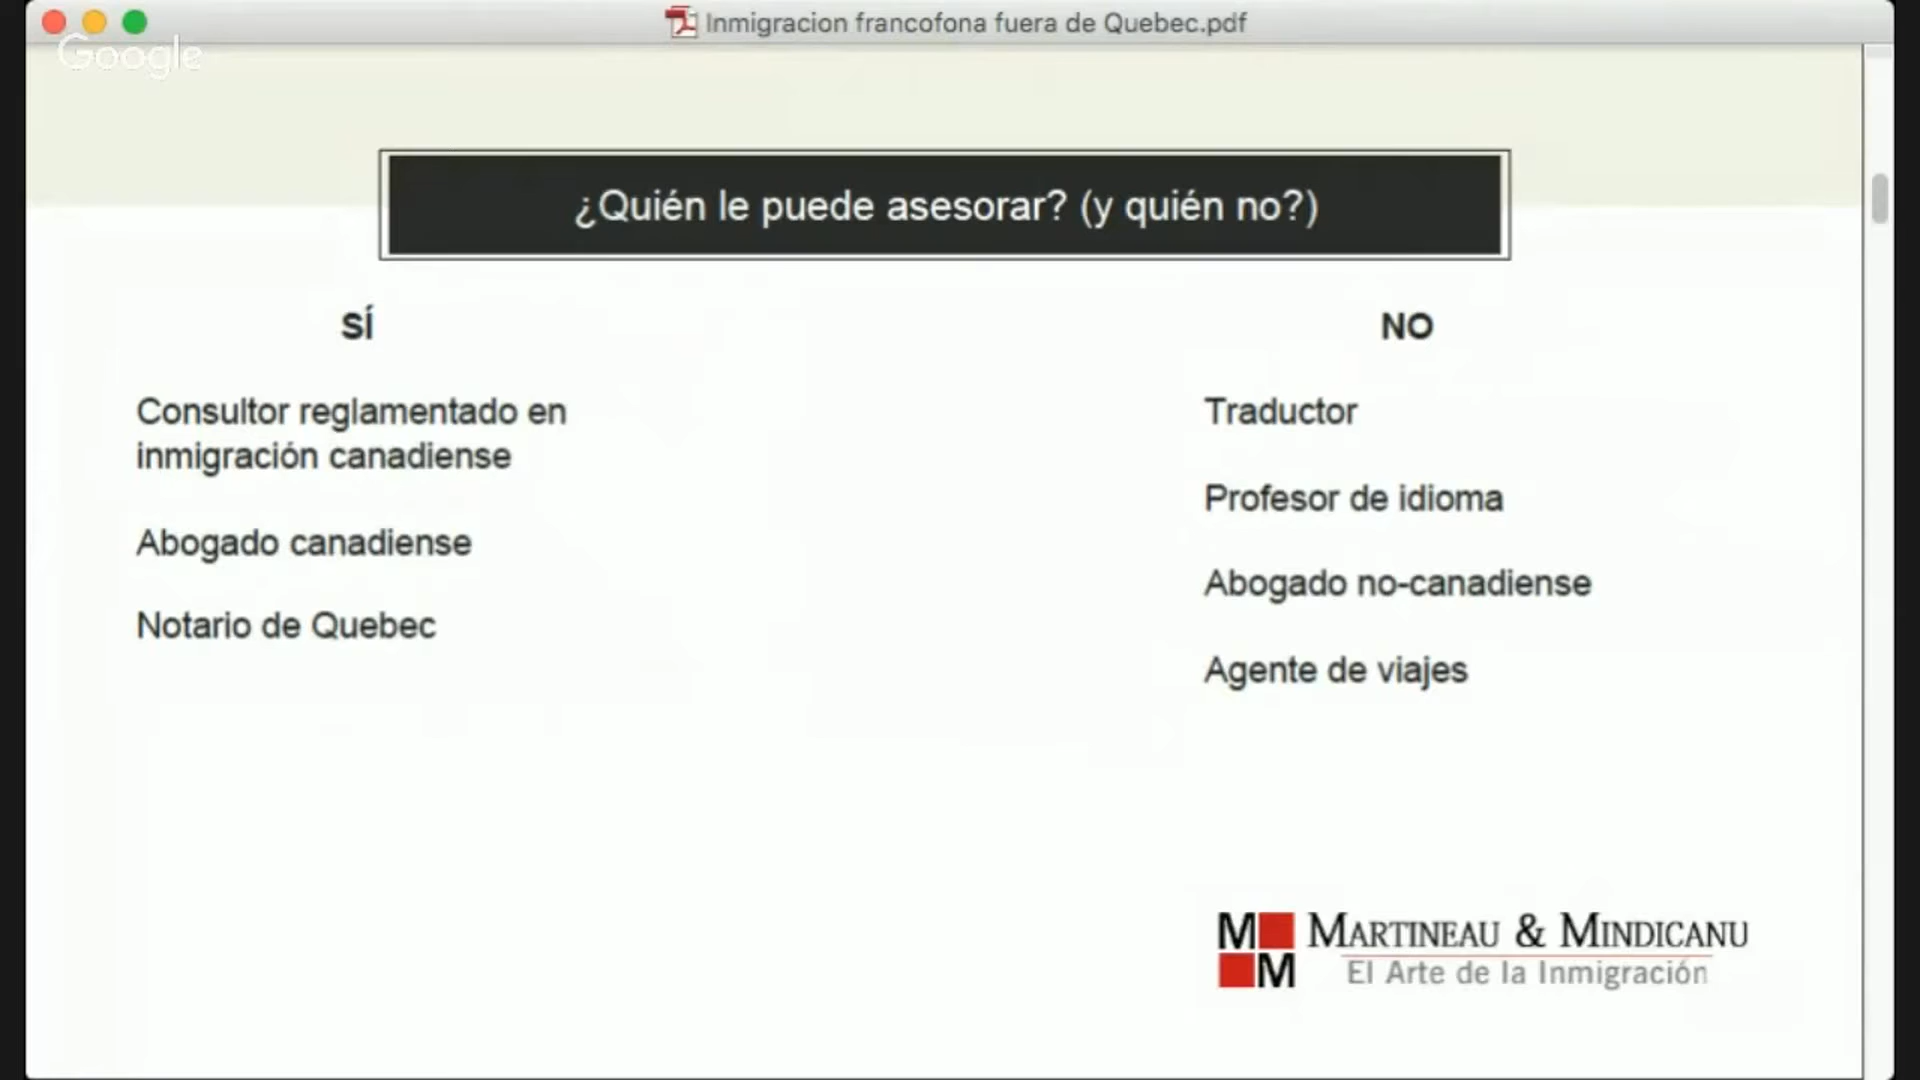 Inmigracion francofona fuera de Quebec.pdf
Google
¿Quién le puede asesorar? (y quién no?)
SÍ
Consultor reglamentado en
inmigración canadiense
Abogado canadiense
Notario de Quebec
NO
Traductor
Profesor de idioma
Abogado no-canadiense
Agente de viajes
MM MARTINEAU & MINDICANU
El Arte de la Inmigración